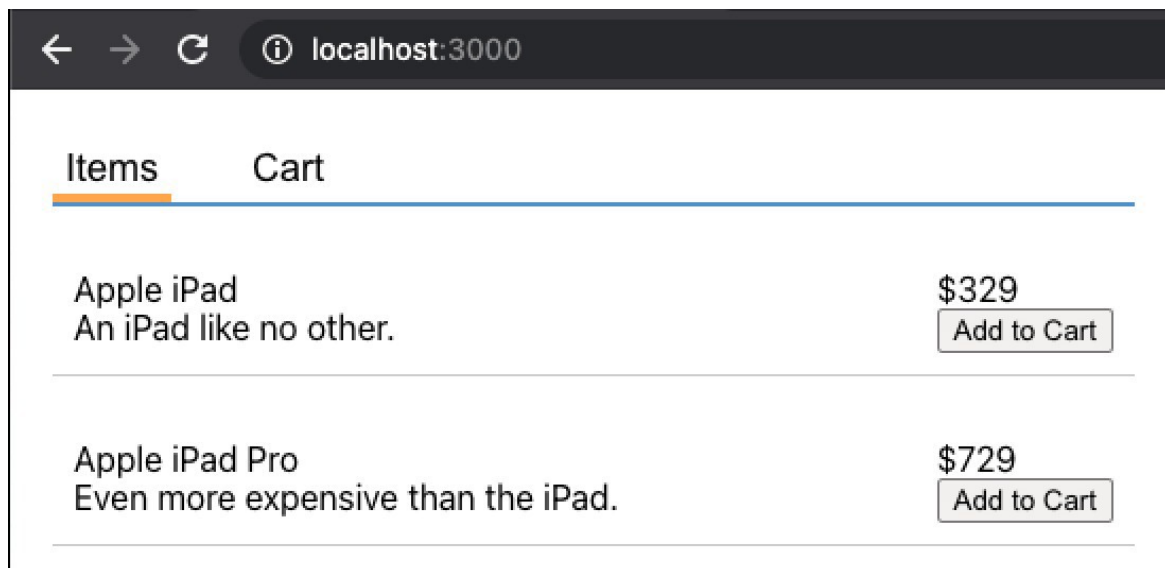 localhost:3000
Items Cart
Apple iPad $329
An iPad like no other. Add to Cart
Apple iPad Pro $729
Even more expensive than the iPad. Add to Cart